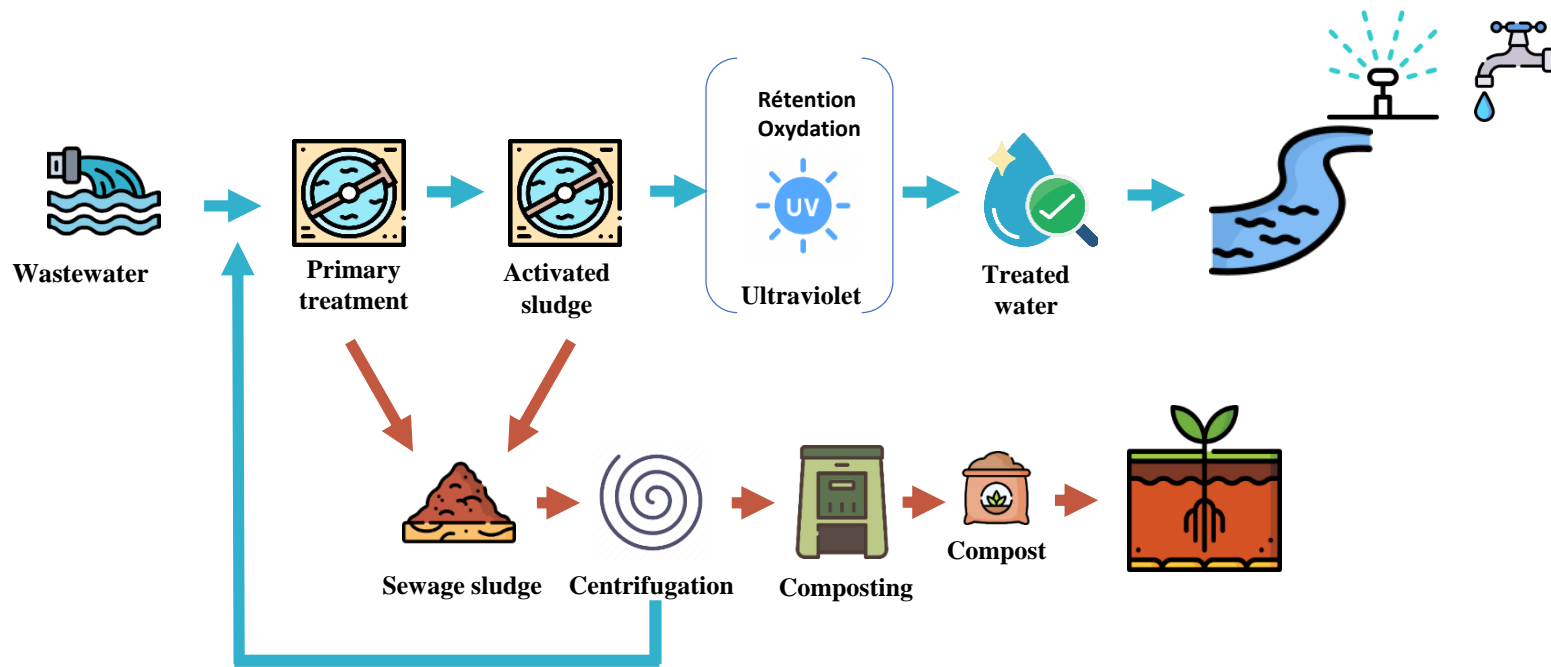 Rétention
Oxydation
UV
Wastewater
Primary
treatment
Activated
sludge
Ultraviolet
Treated
water
Sewage sludge
Centrifugation
Composting
Compost